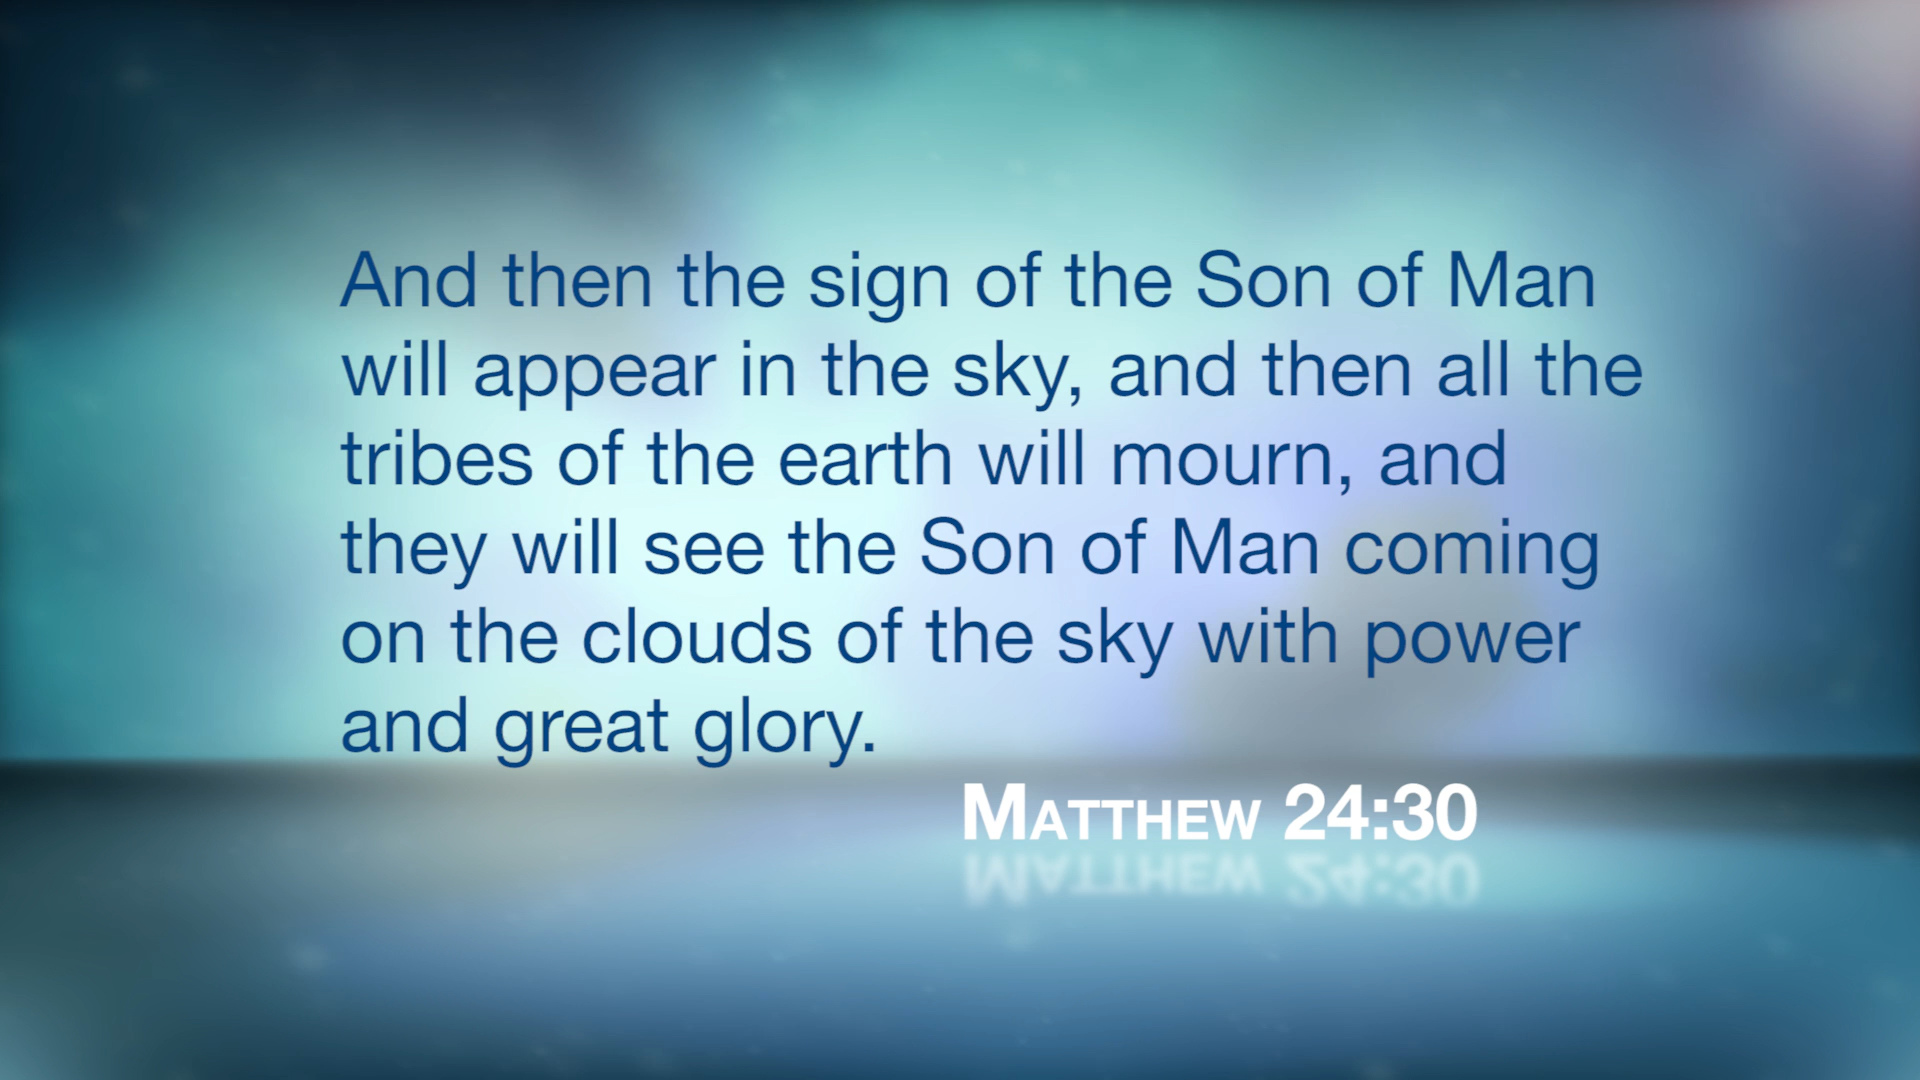 And then the sign of the Son of Man
will appear in the sky, and then all the
tribes of the earth will mourn, and
they will see the Son of Man coming
on the clouds of the sky with power
and great glory.
MATTHEW 24:30